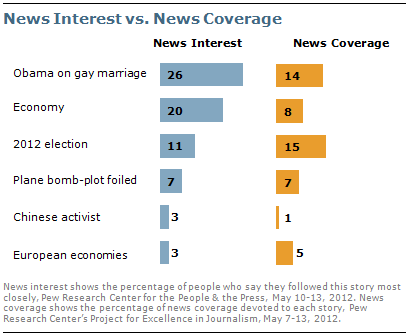 News Interest vs. News Coverage
News Interest News Coverage
Obama on gay marriage 26 14
Economy 20 8
2012 election 11 15
Plane bomb-plot foiled 7 7
Chinese activist 3 1
European economies 3 5
News interest shows the percentage of people who say they followed this story most
closely, Pew Research Center for the People & the Press, May 10-13, 2012. News
coverage shows the percentage of news coverage devoted to each story, Pew
Research Center's Project for Excellence in Journalism, May 7-13, 2012.